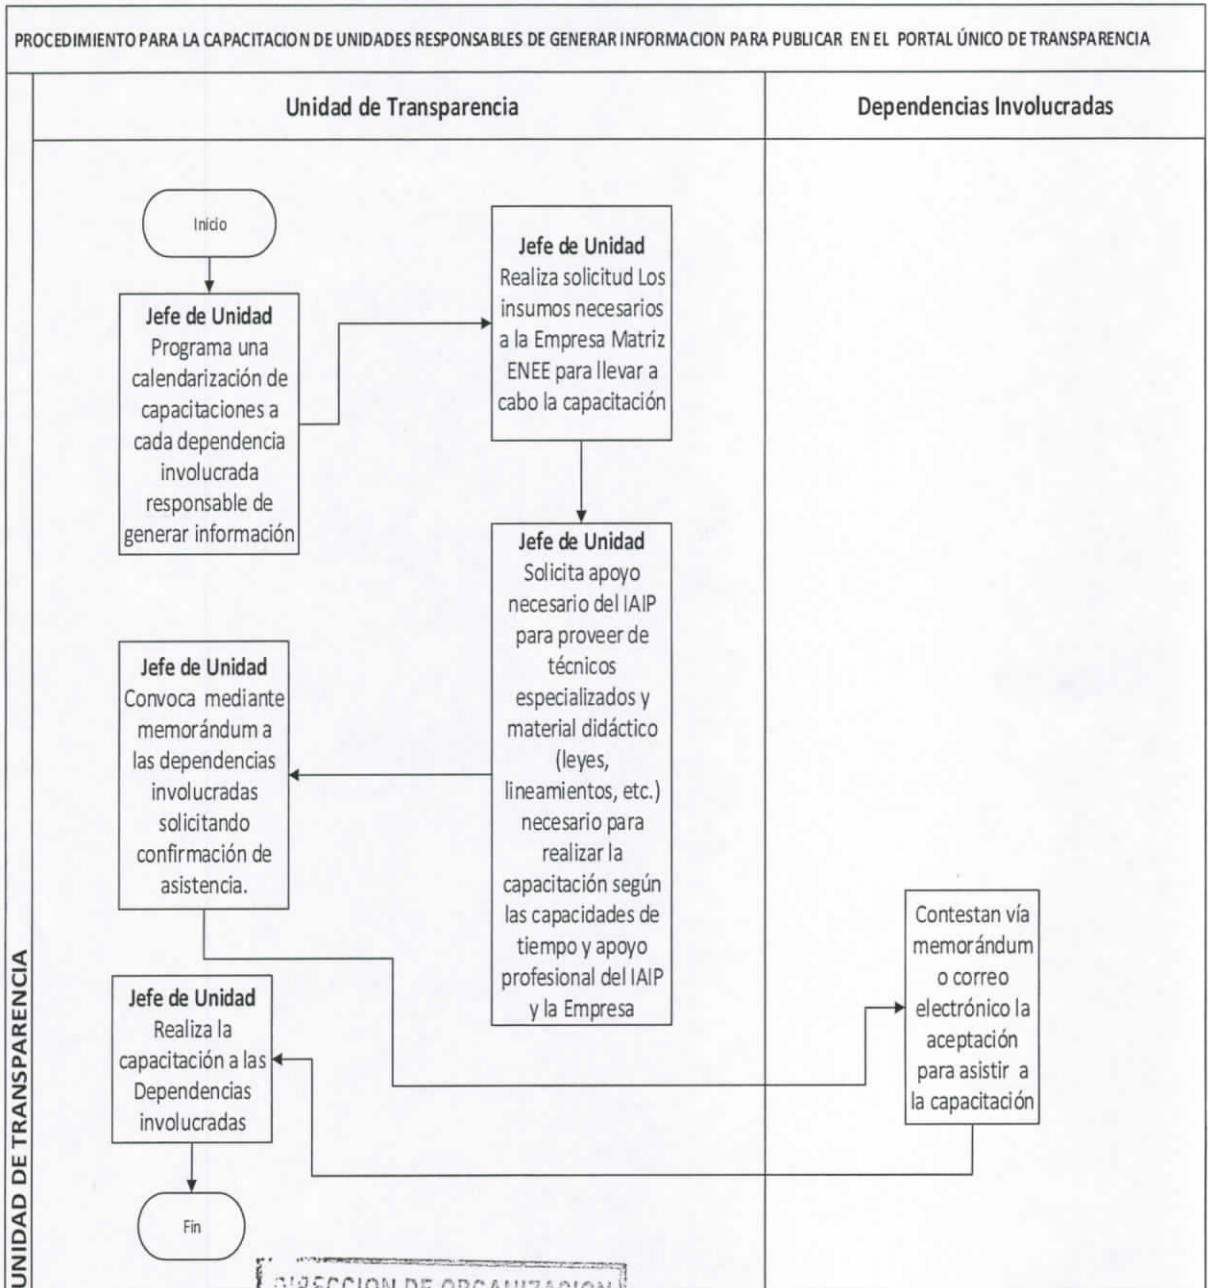 PROCEDIMIENTO PARA LA CAPACITACION DE UNIDADES RESPONSABLES DE GENERAR INFORMACION PARA PUBLICAR EN EL PORTAL ÚNICO DE TRANSPARENCIA
Unidad de Transparencia
Dependencias Involucradas
Inicio
Jefe de Unidad
Programa una
calendarización de
capacitaciones a
cada dependencia
involucrada
responsable de
generar información
Jefe de Unidad
Realiza solicitud Los
insumos necesarios
a la Empresa Matriz
ENEE para llevar a
cabo la capacitación
Jefe de Unidad
Solicita apoyo
necesario del IAIP
para proveer de
técnicos
especializados y
material didáctico
(leyes,
lineamientos, etc.)
necesario para
realizar la
capacitación según
las capacidades de
tiempo y apoyo
profesional del IAIP
y la Empresa
Jefe de Unidad
Convoca mediante
memorándum a
las dependencias
involucradas
solicitando
confirmación de
asistencia.
Contestan vía
memorándum
o correo
electrónico la
aceptación
para asistir a
la capacitación
Jefe de Unidad
Realiza la
capacitación a las
Dependencias
involucradas
Fin
UNIDAD DE TRANSPARENCIA
DIRECCION DE ORGANIZACION